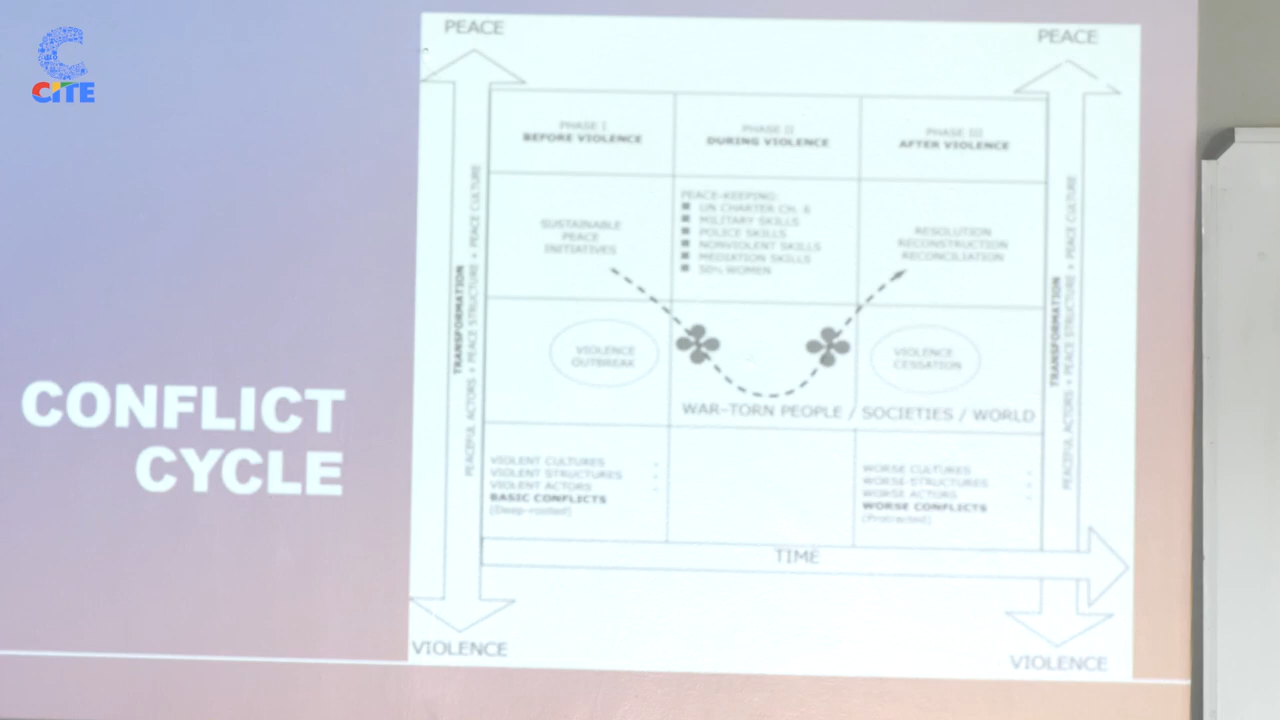 CITE
CONFLICT
CYCLE
PEACE
PEACE
PHASE I
BEFORE VIOLENCE
PHASE II
DURING VIOLENCE
PHASE III
AFTER VIOLENCE
SUSTAINABLE
PEACE
INITIATIVES
PEACE-KEEPING:
UN CHARTER CH. 6
MILITARY SKILLS
POLICE SKILLS
NONVIOLENT SKILLS
MEDIATION SKILLS
50% WOMEN
RESOLUTION
RECONSTRUCTION
RECONCILIATION
TRANSFORMATION
PEACEFUL ACTORS + PEACE STRUCTURE + PEACE CULTURE
TRANSFORMATION
PEACEFUL ACTORS + PEACE STRUCTURE + PEACE CULTURE
VIOLENCE
OUTBREAK
VIOLENCE
CESSATION
WAR-TORN PEOPLE / SOCIETIES / WORLD
VIOLENT CULTURES -
VIOLENT STRUCTURES -
VIOLENT ACTORS -
BASIC CONFLICTS
(Deep-rooted)
WORSE CULTURES -
WORSE STRUCTURES -
WORSE ACTORS -
WORSE CONFLICTS
(Protracted)
TIME
VIOLENCE
VIOLENCE